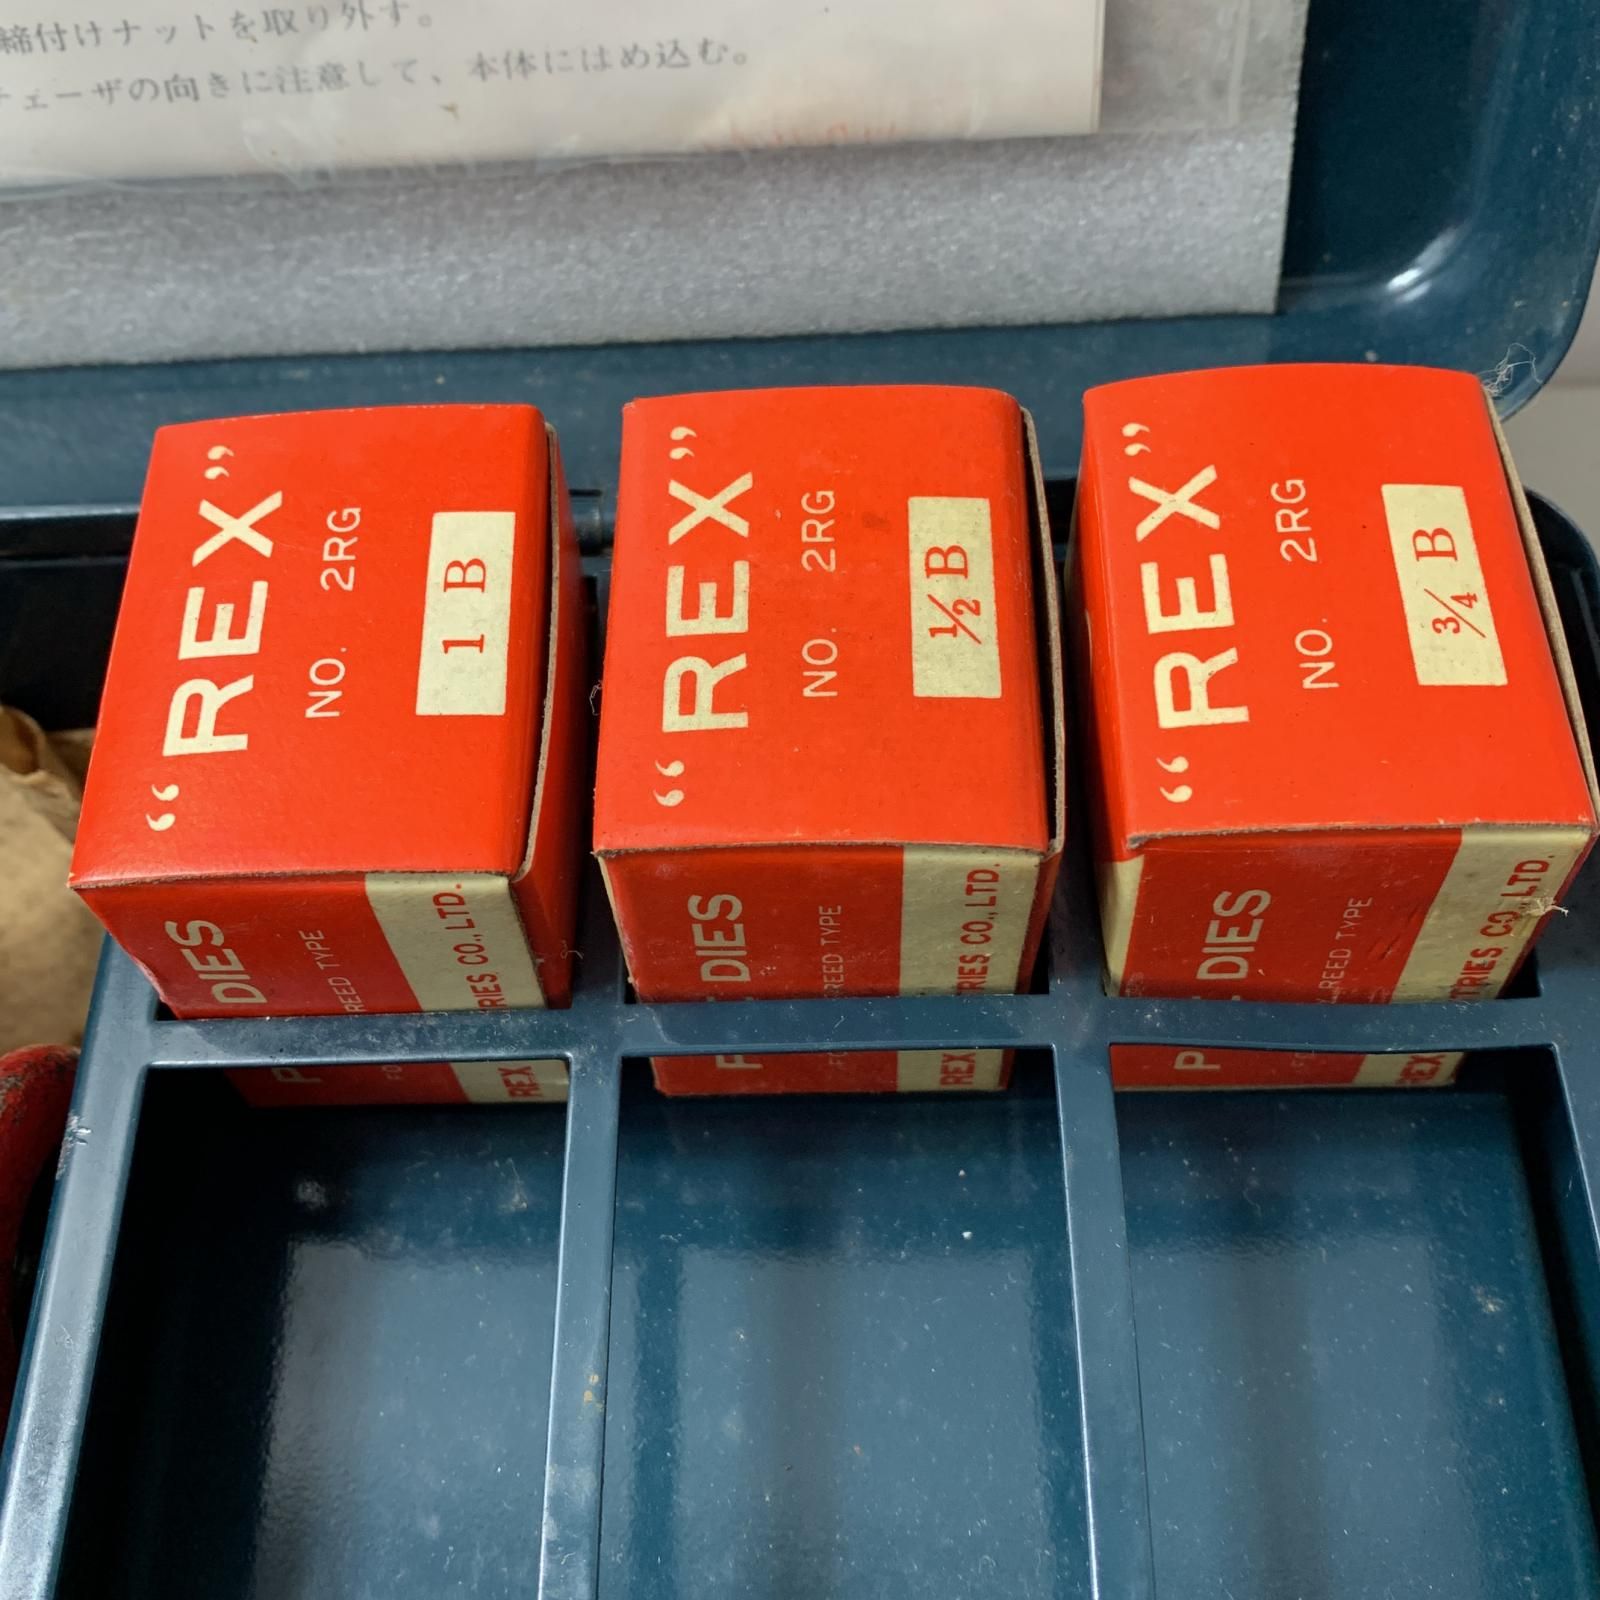 締付けナットを取り外す。
チェーザの向きに注意して、本体にはめ込む。
“REX”
NO. 2RG
1 B
DIES
REED TYPE
REX
TRIES CO., LTD.
“REX”
NO. 2RG
1/2 B
DIES
REED TYPE
REX
TRIES CO., LTD.
“REX”
NO. 2RG
3/4 B
DIES
REED TYPE
REX
TRIES CO., LTD.